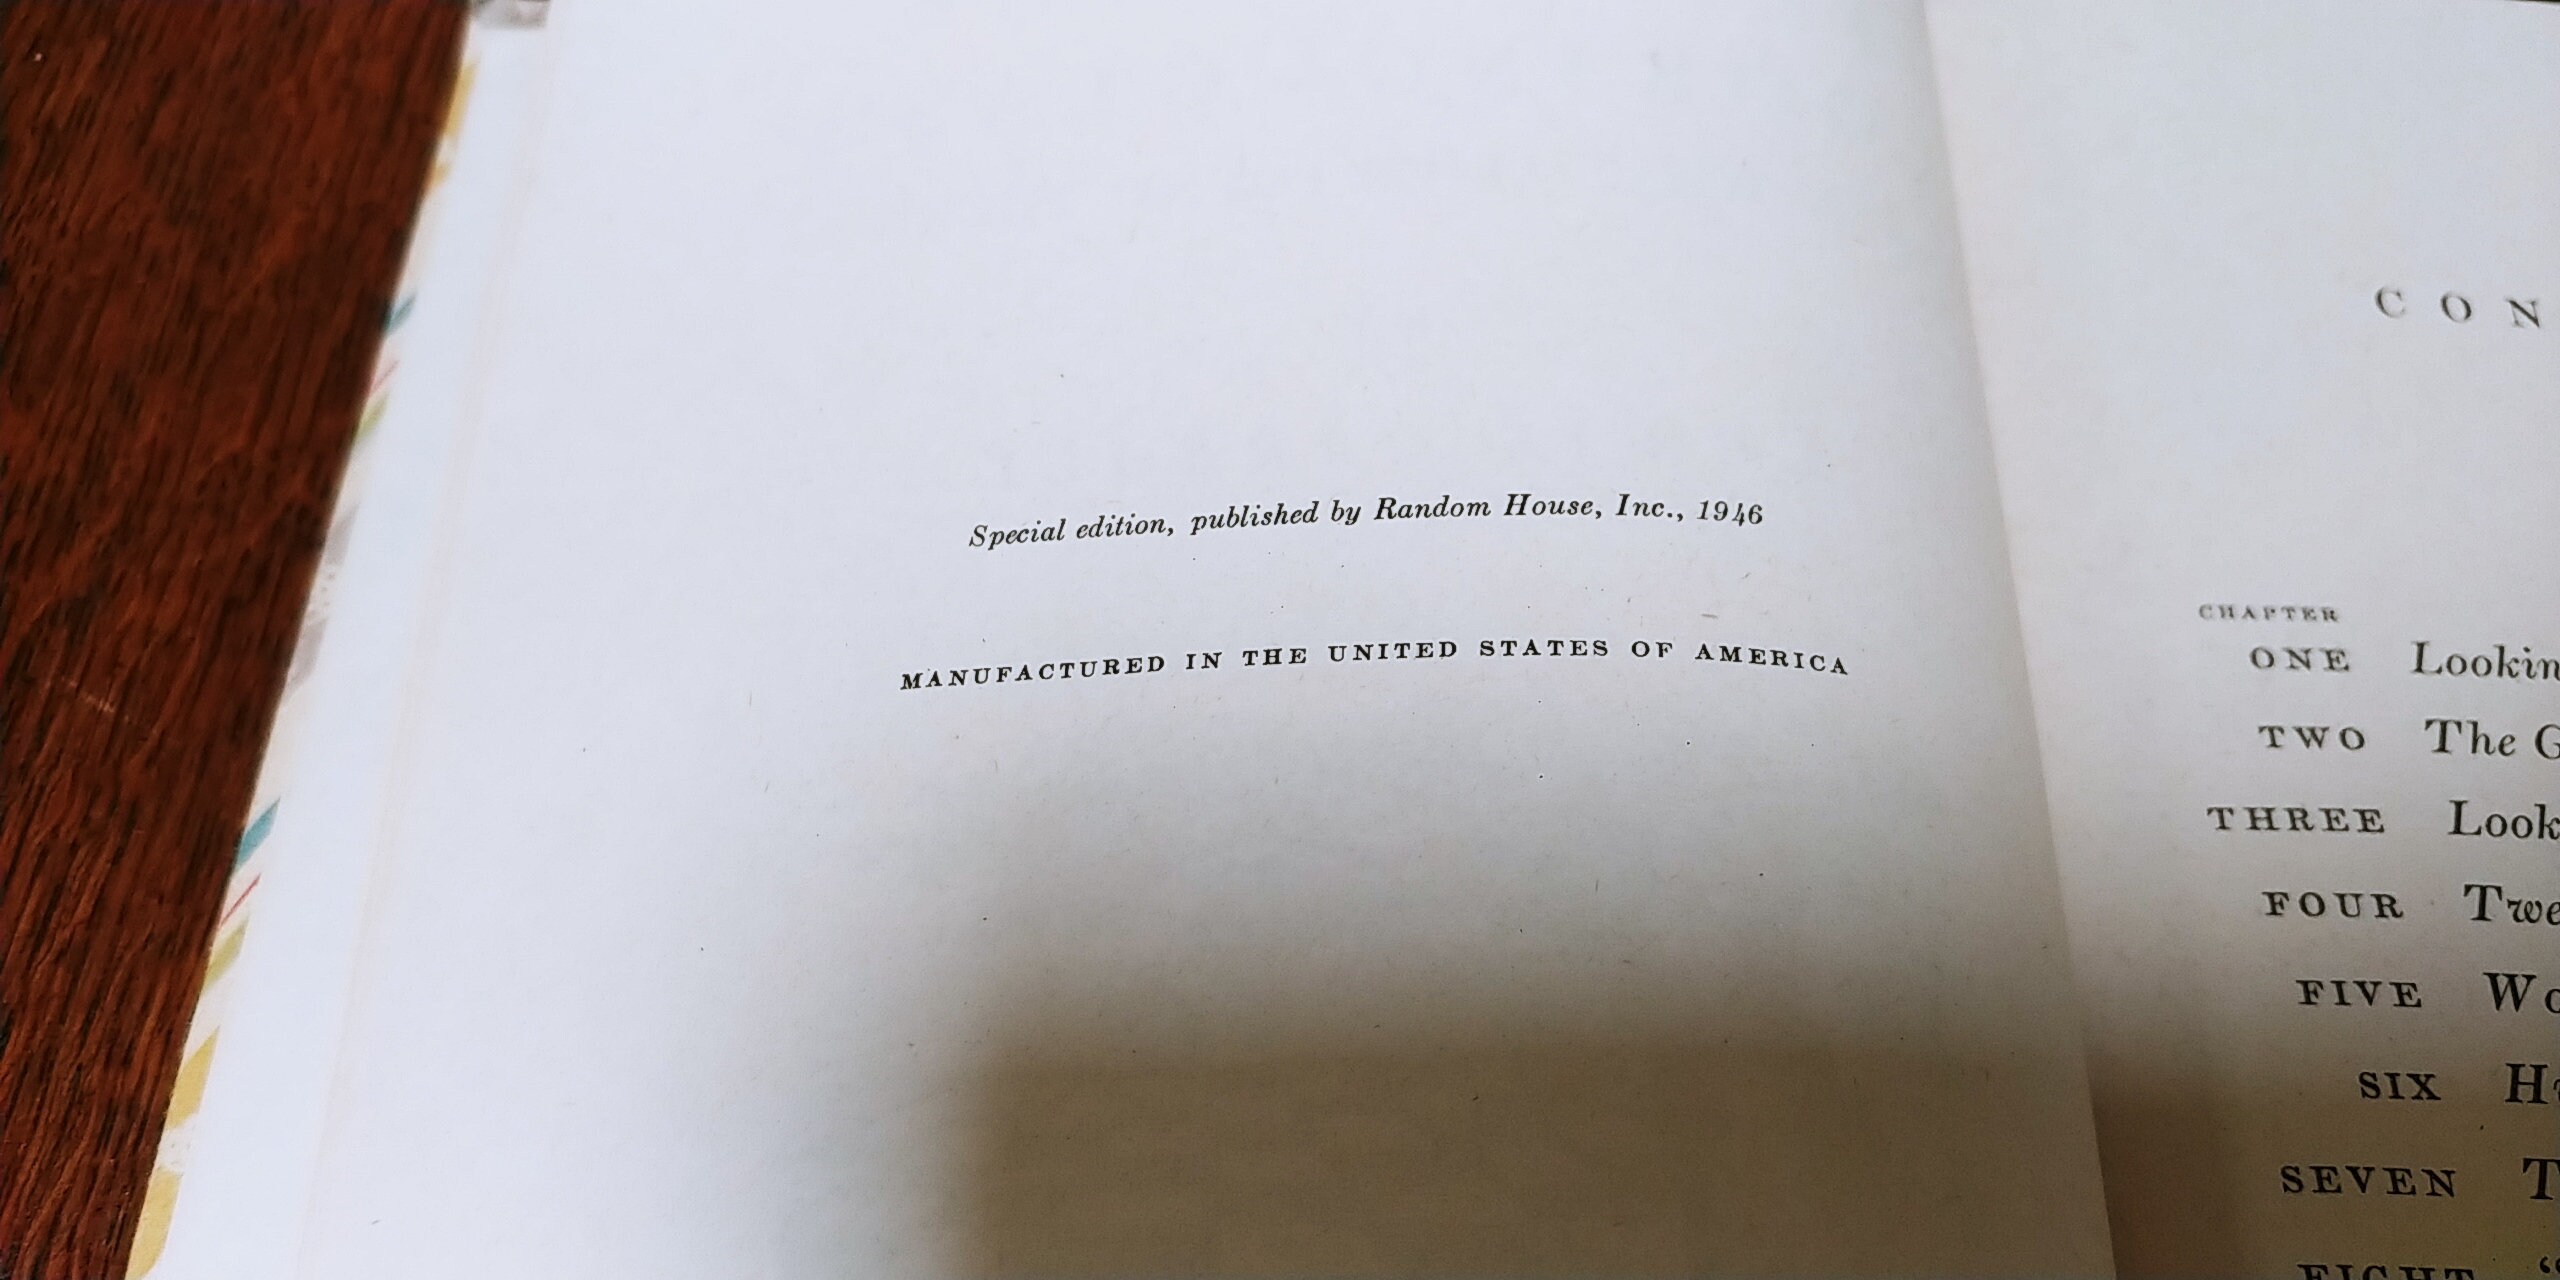 Special edition, published by Random House, Inc., 1946
MANUFACTURED IN THE UNITED STATES OF AMERICA
CON
CHAPTER
ONE Lookin
TWO The G
THREE Look
FOUR Twe
FIVE Wo
SIX H
SEVEN T
EIGHT "